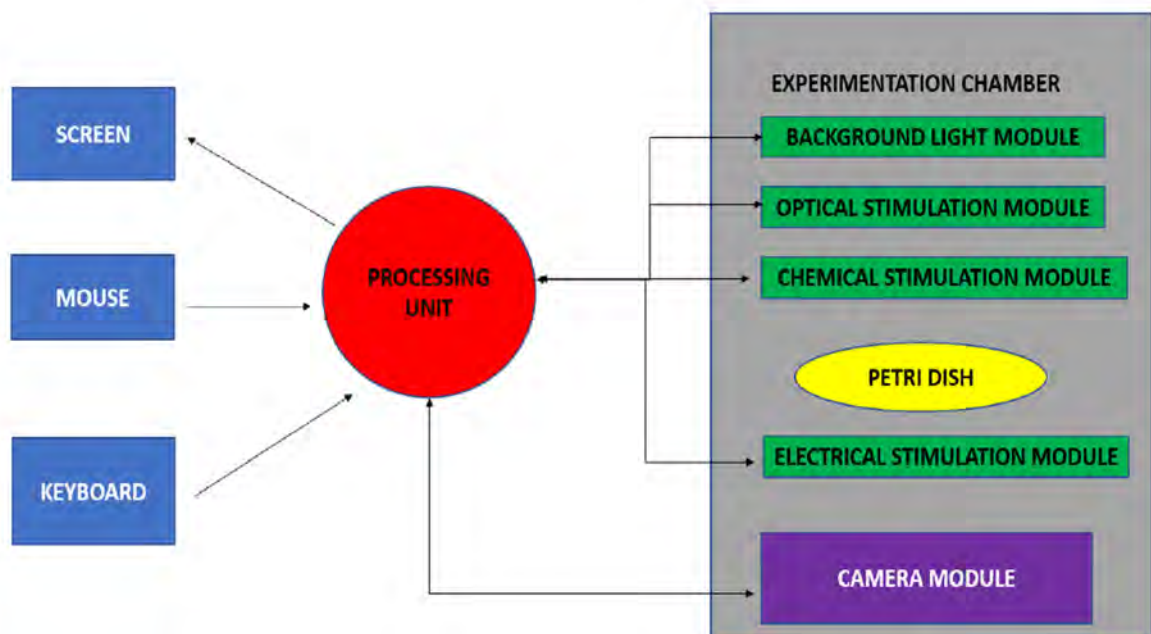 SCREEN
MOUSE
KEYBOARD
PROCESSING
UNIT
EXPERIMENTATION CHAMBER
BACKGROUND LIGHT MODULE
OPTICAL STIMULATION MODULE
CHEMICAL STIMULATION MODULE
PETRI DISH
ELECTRICAL STIMULATION MODULE
CAMERA MODULE